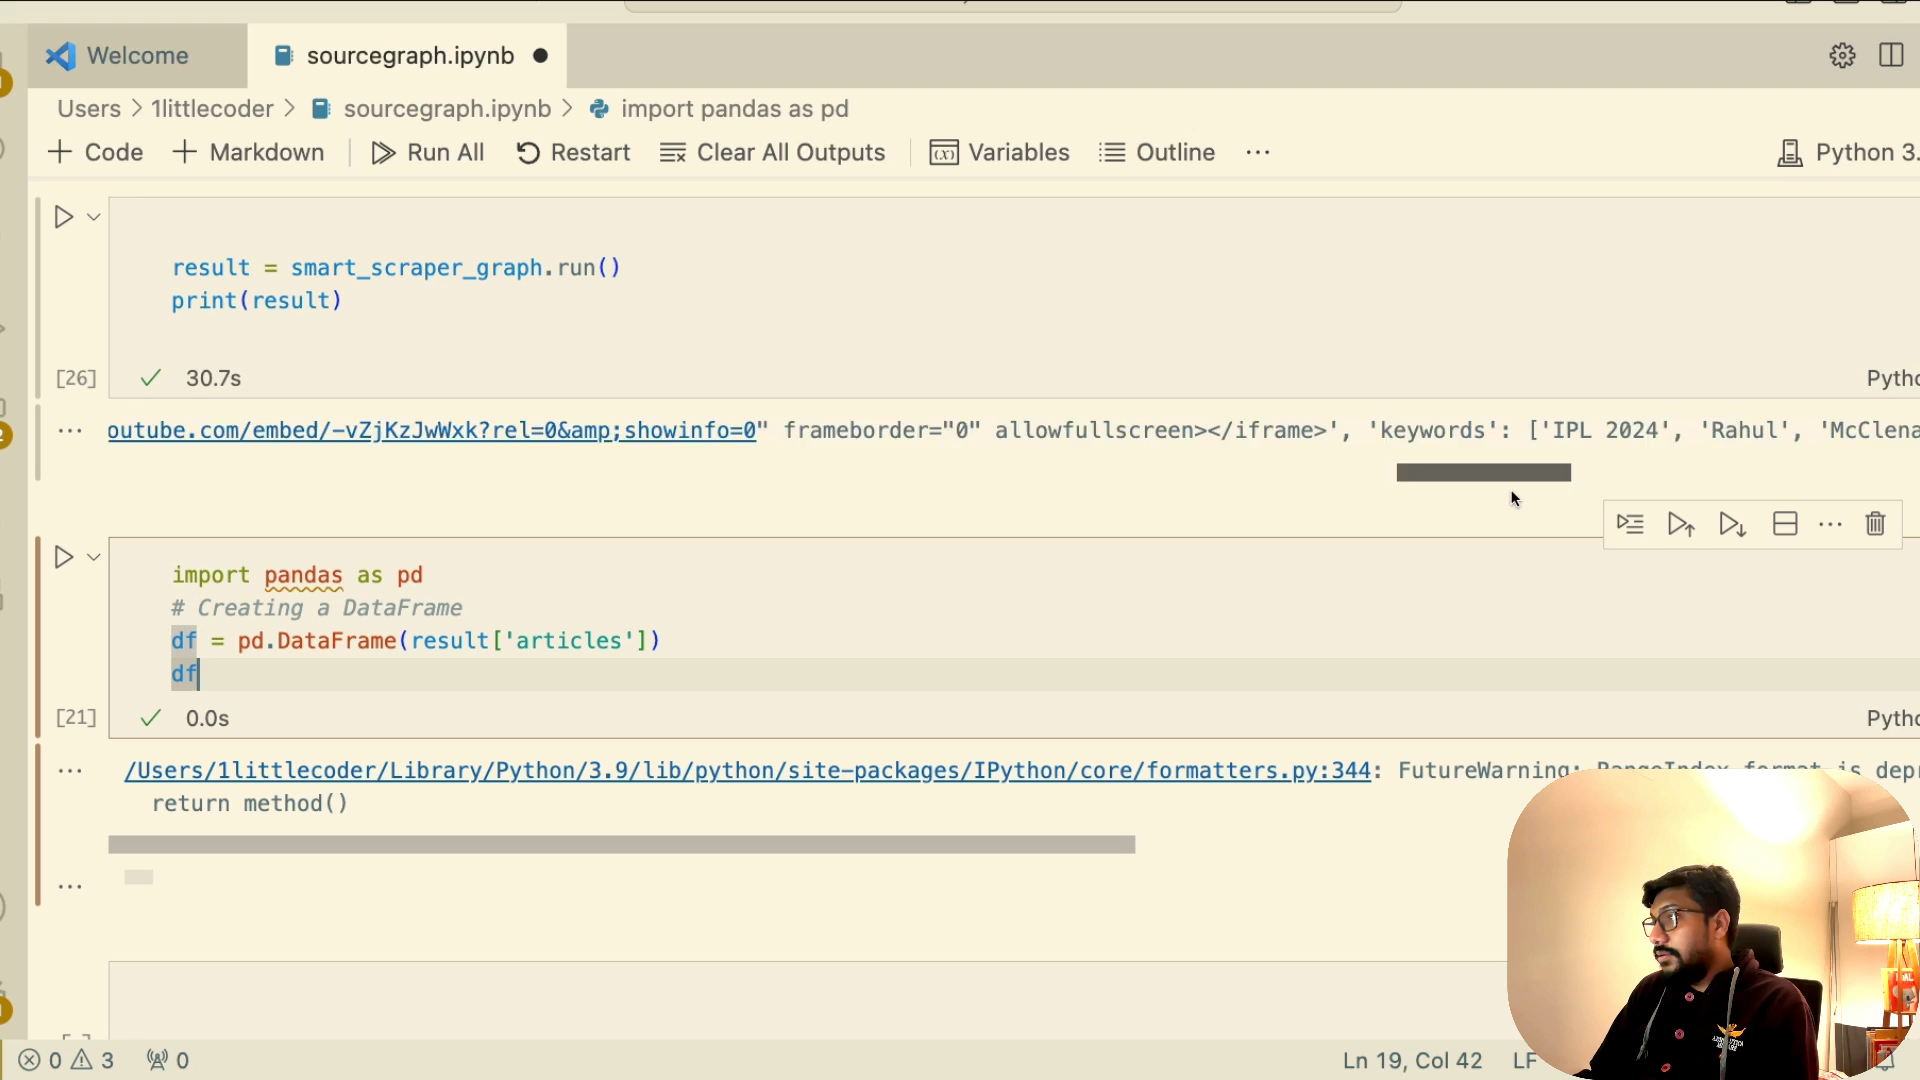 Welcome
sourcegraph.ipynb
Users > 1littlecoder > sourcegraph.ipynb > import pandas as pd
+ Code + Markdown Run All Restart Clear All Outputs Variables Outline ... Python 3.
result = smart_scraper_graph.run()
print(result)
[26] 30.7s Pytho
outube.com/embed/-vZjKzJwWxk?rel=0&amp;showinfo=0" frameborder="0" allowfullscreen></iframe>', 'keywords': ['IPL 2024', 'Rahul', 'McClena
import pandas as pd
# Creating a DataFrame
df = pd.DataFrame(result['articles'])
df
[21] 0.0s Pytho
/Users/1littlecoder/Library/Python/3.9/lib/python/site-packages/IPython/core/formatters.py:344: FutureWarning: RangeIndex.format is depr
return method()
0 3 0 Ln 19, Col 42 LF